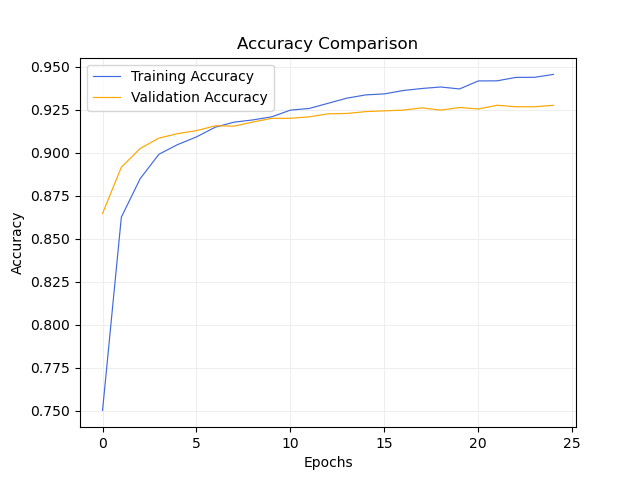 Accuracy Comparison
Training Accuracy
Validation Accuracy
0.950
0.925
0.900
0.875
0.850
0.825
0.800
0.775
0.750
Accuracy
0 5 10 15 20 25
Epochs